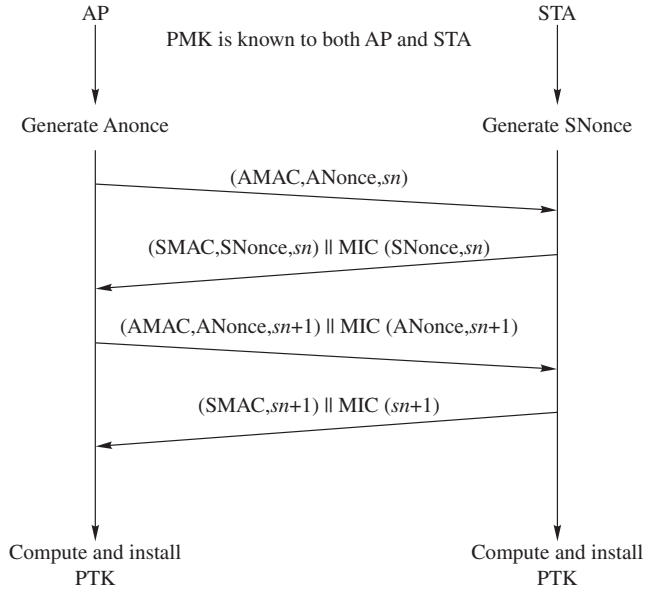 AP
STA
PMK is known to both AP and STA
Generate Anonce
Generate SNonce
(AMAC,ANonce,sn)
(SMAC,SNonce,sn) || MIC (SNonce,sn)
(AMAC,ANonce,sn+1) || MIC (ANonce,sn+1)
(SMAC,sn+1) || MIC (sn+1)
Compute and install
PTK
Compute and install
PTK